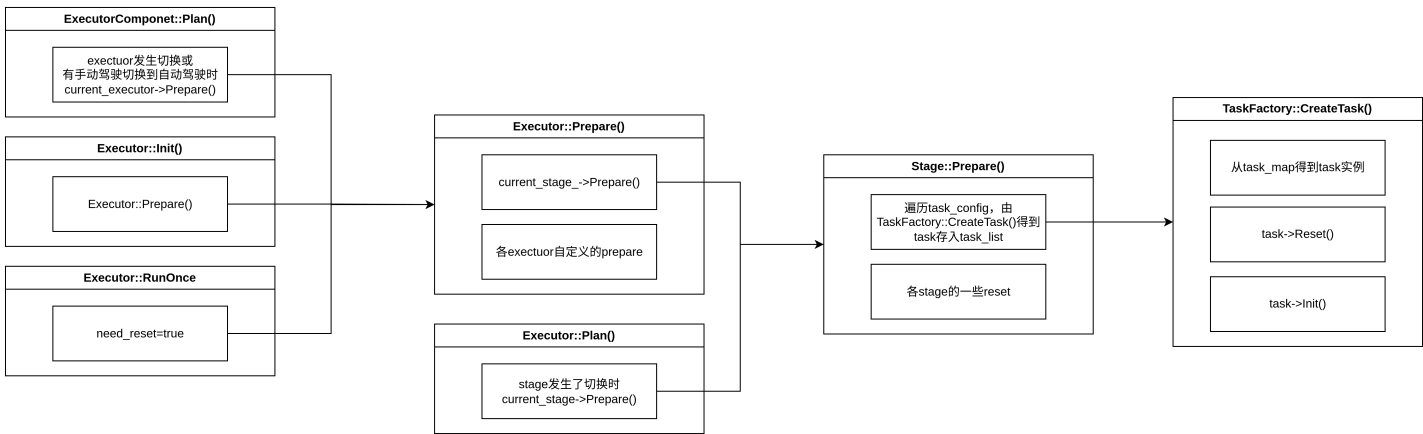 ExecutorComponet::Plan()
exectuor发生切换或
有手动驾驶切换到自动驾驶时
current_executor->Prepare()
Executor::Init()
Executor::Prepare()
Executor::RunOnce
need_reset=true
Executor::Prepare()
current_stage_->Prepare()
各exectuor自定义的prepare
Executor::Plan()
stage发生了切换时
current_stage->Prepare()
Stage::Prepare()
遍历task_config，由
TaskFactory::CreateTask()得到
task存入task_list
各stage的一些reset
TaskFactory::CreateTask()
从task_map得到task实例
task->Reset()
task->Init()